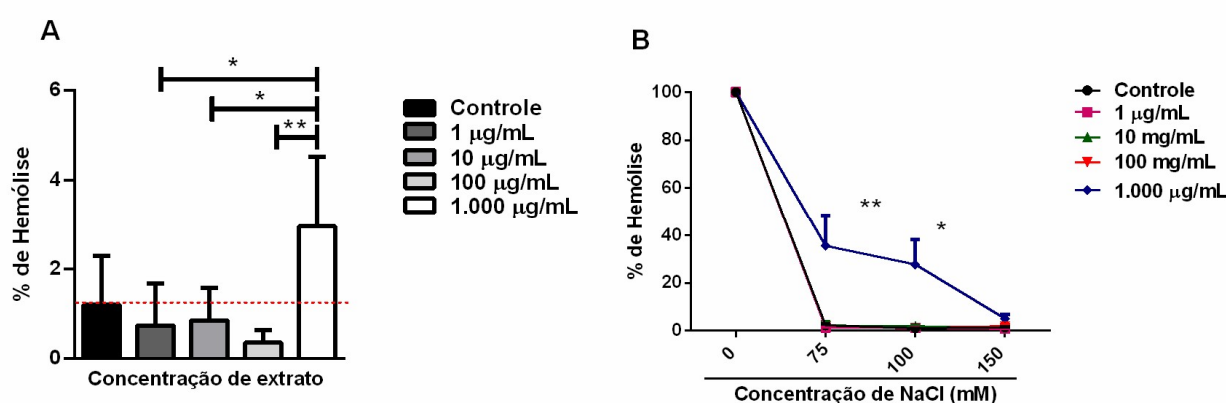 A
% de Hemólise
6
4
2
0
*
*
**
Concentração de extrato
Controle
1 µg/mL
10 µg/mL
100 µg/mL
1.000 µg/mL
B
% de Hemólise
100
80
60
40
20
0
**
*
0
75
100
150
Concentração de NaCl (mM)
Controle
1 µg/mL
10 mg/mL
100 mg/mL
1.000 µg/mL